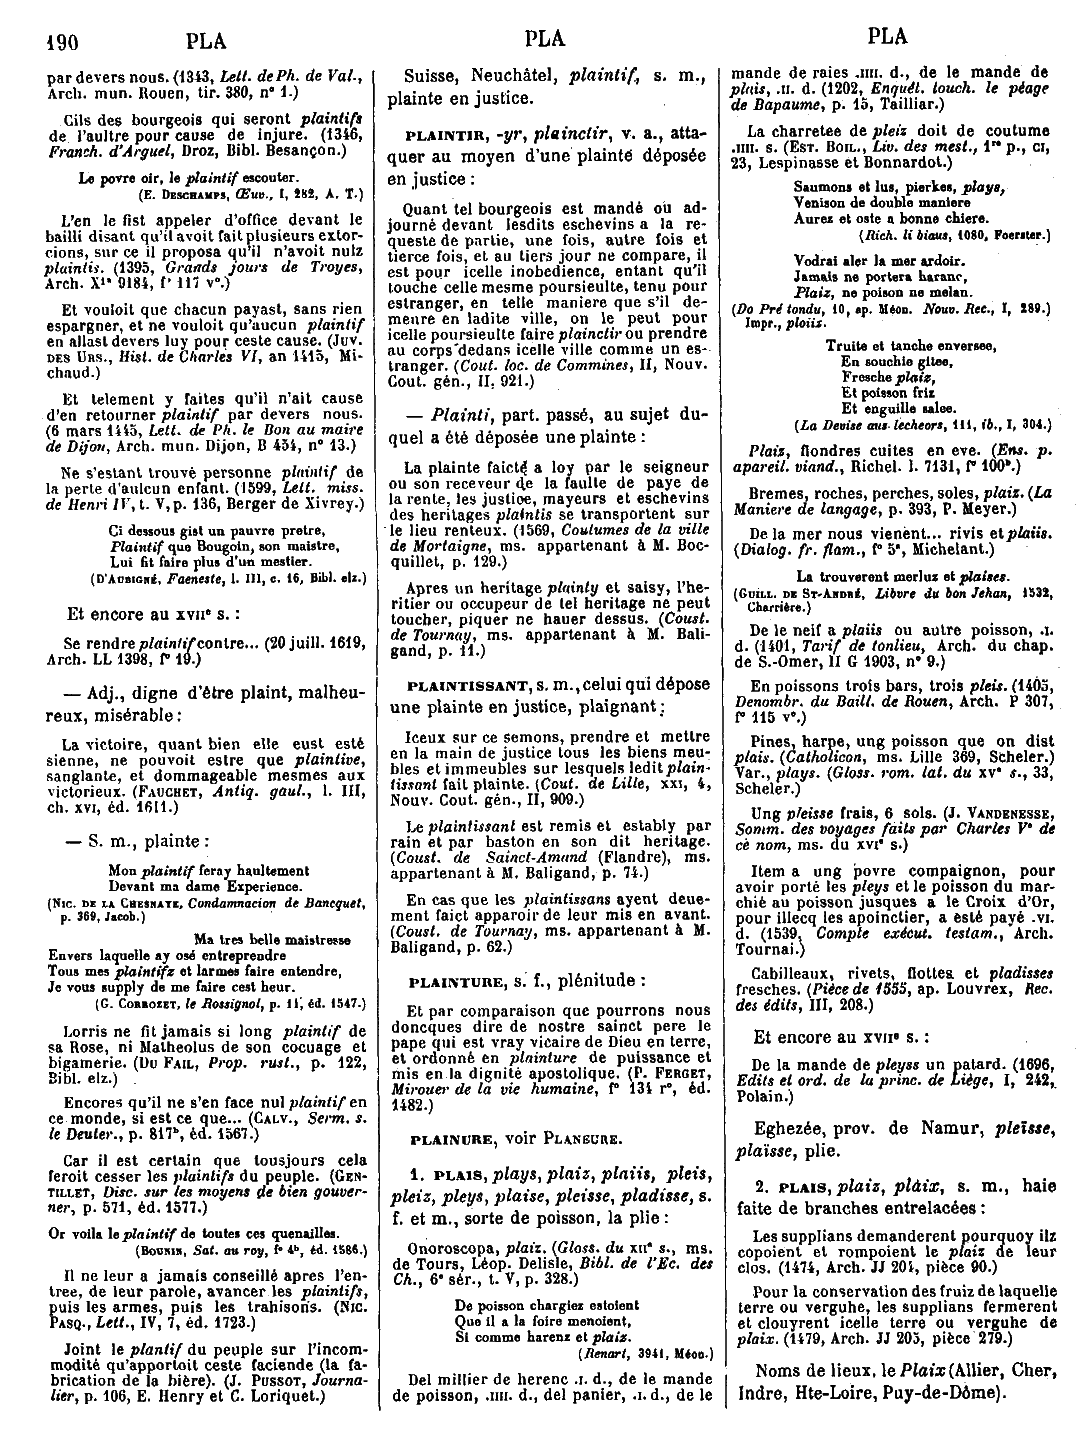 190 PLA PLA PLA
par devers nous. (1343, Lett. de Ph. de Val.,
Arch. mun. Rouen, tir. 380, n° 1.)
Cils des bourgeois qui seront plaintifs
de l'aultre pour cause de injure. (1346,
Franch. d'Arguel, Droz, Bibl. Besançon.)
Le povre oir, le plaintif escouter.
(E. DESCHAMPS, Œuv., I, 282, A. T.)
L'en le fist appeler d'office devant le
bailli disant qu'il avoit fait plusieurs extor-
cions, sur ce il proposa qu'il n'avoit nulz
plaintis. (1395, Grands jours de Troyes,
Arch. X1ª 9184, f° 117 v°.)
Et vouloit que chacun payast, sans rien
espargner, et ne vouloit qu'aucun plaintif
en allast devers luy pour ceste cause. (JUV.
DES URS., Hist. de Charles VI, an 1415, Mi-
chaud.)
Et telement y faites qu'il n'ait cause
d'en retourner plaintif par devers nous.
(6 mars 1445, Lett. de Ph. le Bon au maire
de Dijon, Arch. mun. Dijon, B 454, n° 13.)
Ne s'estant trouvé personne plaintif de
la perte d'aulcun enfant. (1599, Lett. miss.
de Henri IV, t. V, p. 136, Berger de Xivrey.)
Ci dessous gist un pauvre pretre,
Plaintif que Bougoin, son maistre,
Lui fit faire plus d'un mestier.
(D'AUBIGNÉ, Faeneste, l. III, c. 16, Bibl. elz.)
Et encore au XVIIe s. :
Se rendre plaintif contre... (20 juill. 1619,
Arch. LL 1398, f° 19.)
— Adj., digne d'être plaint, malheu-
reux, misérable :
La victoire, quant bien elle eust esté
sienne, ne pouvoit estre que plaintive,
sanglante, et dommageable mesmes aux
victorieux. (FAUCHET, Antiq. gaul., l. III,
ch. XVI, éd. 1611.)
— S. m., plainte :
Mon plaintif feray haultement
Devant ma dame Experience.
(NIC. DE LA CHESNAYE, Condamnacion de Bancquet,
p. 369, Jacob.)
Ma tres belle maistresse
Envers laquelle ay osé entreprendre
Tous mes plaintifz et larmes faire entendre,
Je vous supply de me faire cest heur.
(G. CORROZET, le Rossignol, p. 11, éd. 1547.)
Lorris ne fit jamais si long plaintif de
sa Rose, ni Matheolus de son cocuage et
bigamerie. (DU FAIL, Prop. rust., p. 122,
Bibl. elz.)
Encores qu'il ne s'en face nul plaintif en
ce monde, si est ce que... (CALV., Serm. s.
le Deuter., p. 817b, éd. 1567.)
Car il est certain que tousjours cela
feroit cesser les plaintifs du peuple. (GEN-
TILLET, Disc. sur les moyens de bien gouver-
ner, p. 571, éd. 1577.)
Or voila le plaintif de toutes ces quenailles.
(BOUNIN, Sat. au roy, f° 4b, éd. 1586.)
Il ne leur a jamais conseillé apres l'en-
tree, de leur parole, avancer les plaintifs,
puis les armes, puis les trahisons. (NIC.
PASQ., Lett., IV, 7, éd. 1723.)
Joint le plantif du peuple sur l'incom-
modité qu'apportoit ceste faciende (la fa-
brication de la bière). (J. PUSSOT, Journa-
lier, p. 106, E. Henry et C. Loriquet.)
Suisse, Neuchâtel, plaintif, s. m.,
plainte en justice.
PLAINTIR, -yr, plainctir, v. a., atta-
quer au moyen d'une plainte déposée
en justice :
Quant tel bourgeois est mandé ou ad-
journé devant lesdits eschevins a la re-
queste de partie, une fois, autre fois et
tierce fois, et au tiers jour ne compare, il
est pour icelle inobedience, entant qu'il
touche celle mesme poursieulte, tenu pour
estranger, en telle maniere que s'il de-
meure en ladite ville, on le peut pour
icelle poursieulte faire plainctir ou prendre
au corps dedans icelle ville comme un es-
tranger. (Cout. loc. de Commines, II, Nouv.
Cout. gén., II, 921.)
— Plainti, part. passé, au sujet du-
quel a été déposée une plainte :
La plainte faicte a loy par le seigneur
ou son receveur de la faulte de paye de
la rente, les justice, mayeurs et eschevins
des heritages plaintis se transportent sur
le lieu renteux. (1569, Coutumes de la ville
de Mortaigne, ms. appartenant à M. Boc-
quillet, p. 129.)
Apres un heritage plainty et saisy, l'he-
ritier ou occupeur de tel heritage ne peut
toucher, piquer ne hauer dessus. (Coust.
de Tournay, ms. appartenant à M. Bali-
gand, p. 11.)
PLAINTISSANT, s. m., celui qui dépose
une plainte en justice, plaignant :
Iceux sur ce semons, prendre et mettre
en la main de justice tous les biens meu-
bles et immeubles sur lesquels ledit plain-
tissant fait plainte. (Cout. de Lille, XXI, 4,
Nouv. Cout. gén., II, 909.)
Le plaintissant est remis et estably par
rain et par baston en son dit heritage.
(Coust. de Sainct-Amand (Flandre), ms.
appartenant à M. Baligand, p. 74.)
En cas que les plaintissans ayent deue-
ment faict apparoir de leur mis en avant.
(Coust. de Tournay, ms. appartenant à M.
Baligand, p. 62.)
PLAINTURE, s. f., plénitude :
Et par comparaison que pourrons nous
doncques dire de nostre sainct pere le
pape qui est vray vicaire de Dieu en terre,
et ordonné en plainture de puissance et
mis en la dignité apostolique. (P. FERGET,
Mirouer de la vie humaine, f° 134 r°, éd.
1482.)
PLAINURE, voir PLANEURE.
1. PLAIS, plays, plaiz, plaiis, pleis,
pleiz, pleys, plaise, pleisse, pladisse, s.
f. et m., sorte de poisson, la plie :
Onoroscopa, plaiz. (Gloss. du XIIe s., ms.
de Tours, Léop. Delisle, Bibl. de l'Ec. des
Ch., 6e sér., t. V, p. 328.)
De poisson chargiez estoient
Que il a la foire menoient,
Si comme harenz et plaiz.
(Renart, 3941, Méon.)
Del millier de herenc .I. d., de le mande
de poisson, .IIII. d., del panier, .I. d., de le
mande de raies .IIII. d., de le mande de
plais, .II. d. (1202, Enquêt. touch. le péage
de Bapaume, p. 15, Tailliar.)
La charretee de pleiz doit de coutume
.IIII. s. (EST. BOIL., Liv. des mest., 1re p., CI,
23, Lespinasse et Bonnardot.)
Saumons et lus, pierkes, plays,
Venison de double maniere
Aurez et oste a bonne chiere.
(Rich. li biaus, 1080, Foerster.)
Vodrai aler la mer ardoir.
Jamais ne portera haranc,
Plaiz, ne poison ne melan.
(Do Pré tondu, 10, ap. Méon. Nouv. Rec., I, 289.)
Impr., ploiiz.
Truite et tanche enversee,
En souchie gitee,
Fresche plaiz,
Et poisson friz
Et enguille salee.
(La Devise aus lecheors, 111, ib., I, 304.)
Plaiz, flondres cuites en eve. (Ens. p.
apareil. viand., Richel. l. 7131, f° 100b.)
Bremes, roches, perches, soles, plaiz. (La
Maniere de langage, p. 393, P. Meyer.)
De la mer nous vienent... rivis et plaiis.
(Dialog. fr. flam., f° 5ª, Michelant.)
La trouverent merluz et plaises.
(GUILL. DE ST-ANDRÉ, Libvre du bon Jehan, 1532,
Charrière.)
De le neif a plaiis ou autre poisson, .I.
d. (1401, Tarif de tonlieu, Arch. du chap.
de S.-Omer, II G 1903, n° 9.)
En poissons trois bars, trois pleis. (1405,
Denombr. du Baill. de Rouen, Arch. P 307,
f° 115 v°.)
Pines, harpe, ung poisson que on dist
plais. (Catholicon, ms. Lille 369, Scheler.)
Var., plays. (Gloss. rom. lat. du XVe s., 33,
Scheler.)
Ung pleisse frais, 6 sols. (J. VANDENESSE,
Somm. des voyages faits par Charles Ve de
cè nom, ms. du XVIe s.)
Item a ung povre compaignon, pour
avoir porté les pleys et le poisson du mar-
chié au poisson jusques a le Croix d'Or,
pour illecq les apoinctier, a esté payé .VI.
d. (1539, Compte exécut. testam., Arch.
Tournai.)
Cabilleaux, rivets, flottes et pladisses
fresches. (Pièce de 1555, ap. Louvrex, Rec.
des édits, III, 208.)
Et encore au XVIIe s. :
De la mande de pleyss un patard. (1696,
Edits et ord. de la princ. de Liège, I, 242,
Polain.)
Eghezée, prov. de Namur, pleïsse,
plaïsse, plie.
2. PLAIS, plaiz, plaix, s. m., haie
faite de branches entrelacées :
Les supplians demanderent pourquoy ilz
copoient et rompoient le plaiz de leur
clos. (1474, Arch. JJ 204, pièce 90.)
Pour la conservation des fruiz de laquelle
terre ou verguhe, les supplians fermerent
et clouyrent icelle terre ou verguhe de
plaix. (1479, Arch. JJ 205, pièce 279.)
Noms de lieux, le Plaix (Allier, Cher,
Indre, Hte-Loire, Puy-de-Dôme).